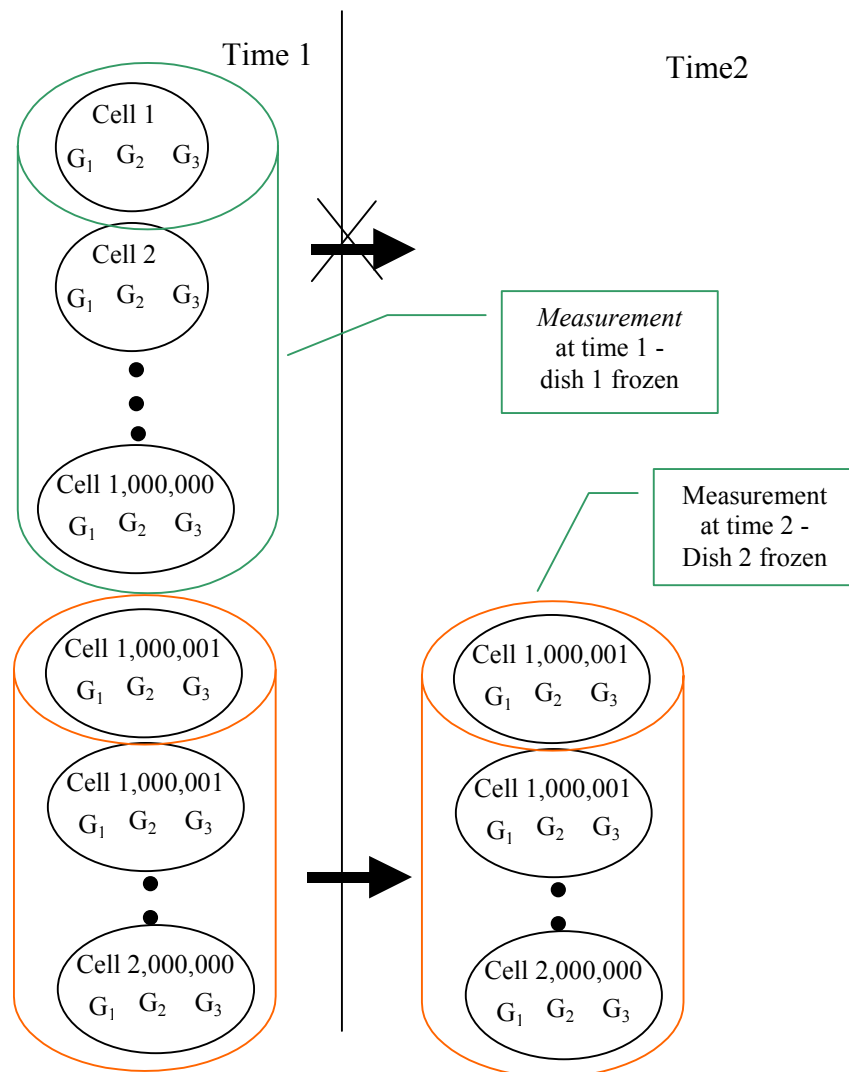 Time 1
Time2
Cell 1
G1 G2 G3
Cell 2
G1 G2 G3
Measurement
at time 1 -
dish 1 frozen
Cell 1,000,000
G1 G2 G3
Measurement
at time 2 -
Dish 2 frozen
Cell 1,000,001
G1 G2 G3
Cell 1,000,001
G1 G2 G3
Cell 2,000,000
G1 G2 G3
Cell 1,000,001
G1 G2 G3
Cell 1,000,001
G1 G2 G3
Cell 2,000,000
G1 G2 G3